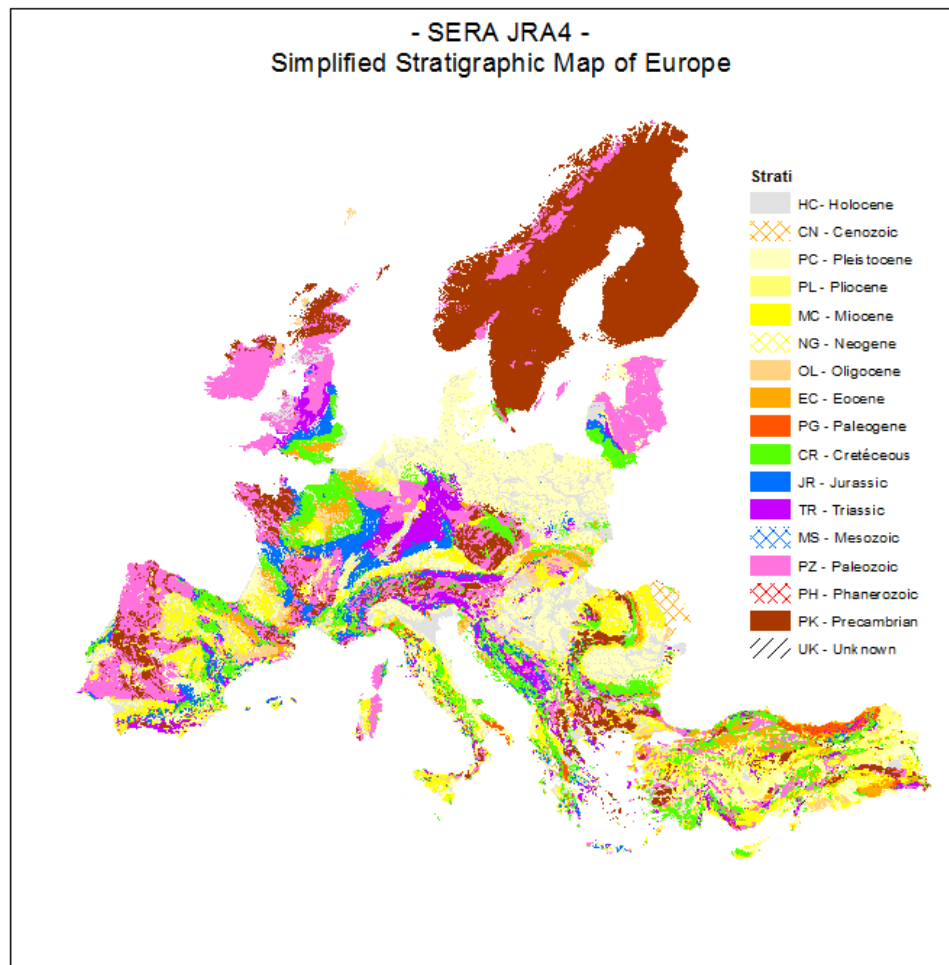 - SERA JRA4 -
Simplified Stratigraphic Map of Europe
Strati
HC- Holocene
CN - Cenozoic
PC - Pleistocene
PL - Pliocene
MC - Miocene
NG - Neogene
OL - Oligocene
EC - Eocene
PG - Paleogene
CR - Cretéceous
JR - Jurassic
TR - Triassic
MS - Mesozoic
PZ - Paleozoic
PH - Phanerozoic
PK - Precambrian
UK - Unknown